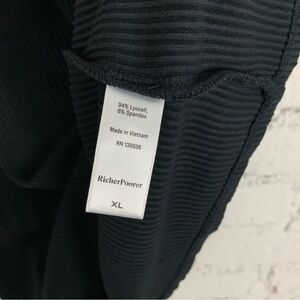 94% Lyocell,
6% Spandex
Made in Vietnam
RN 139936
RicherPoorer
XL